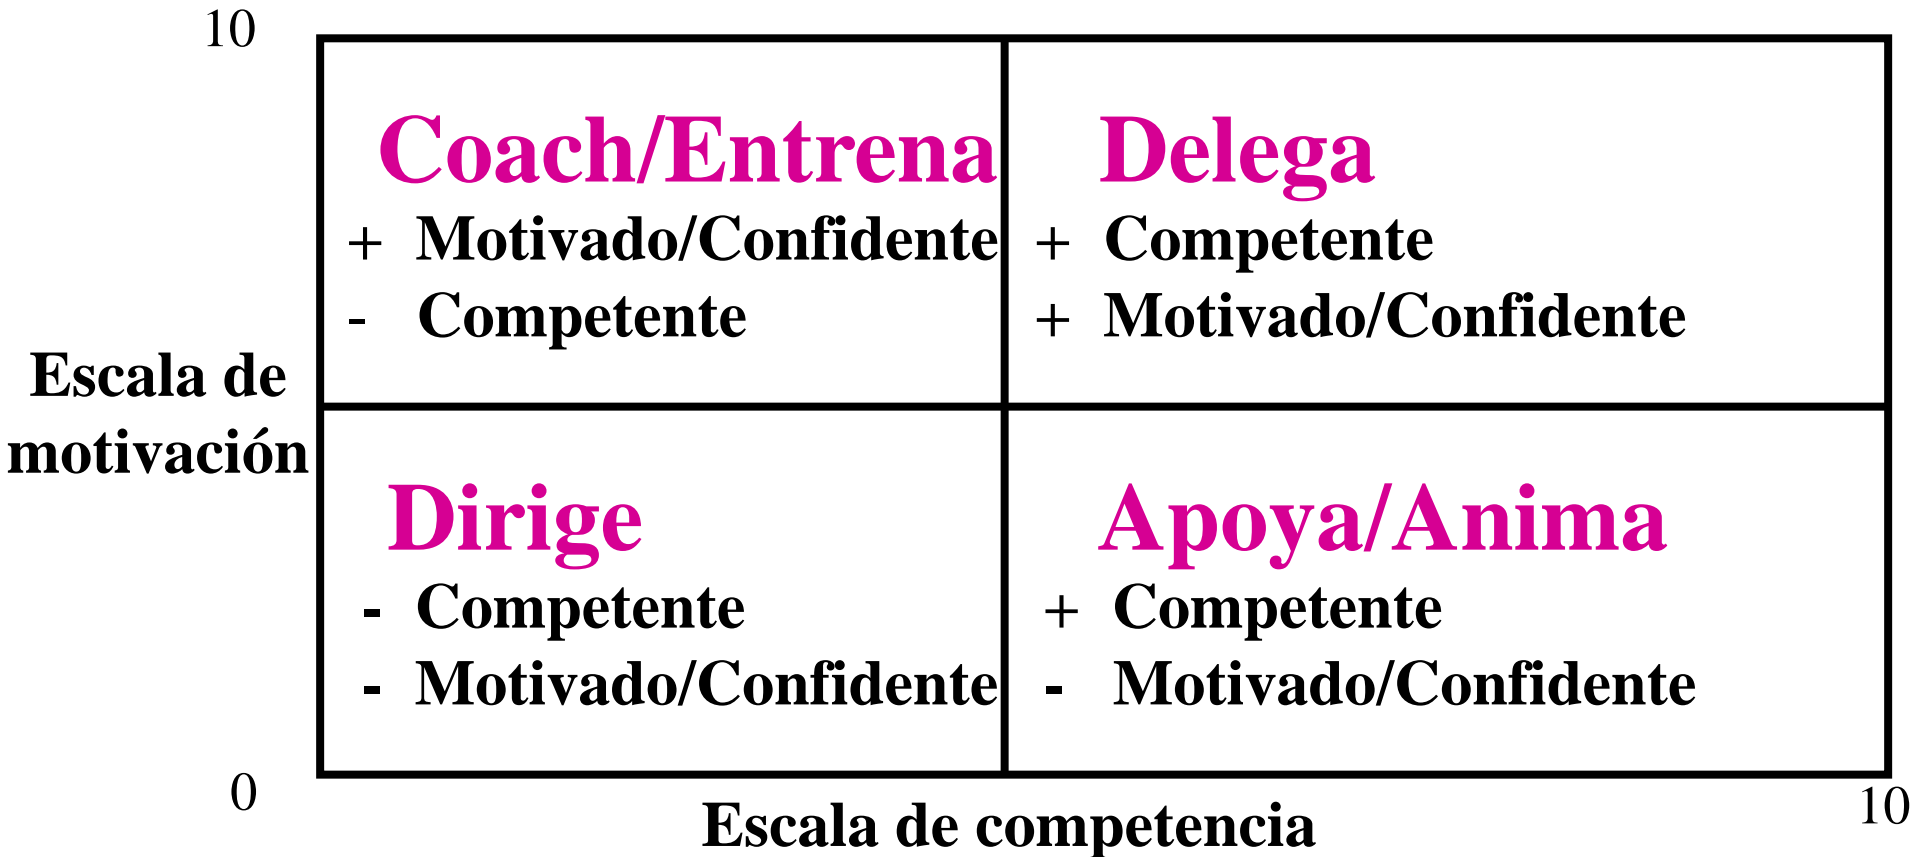 10
Coach/Entrena
+ Motivado/Confidente
- Competente
Delega
+ Competente
+ Motivado/Confidente
Escala de
motivación
Dirige
- Competente
- Motivado/Confidente
Apoya/Anima
+ Competente
- Motivado/Confidente
0
Escala de competencia
10